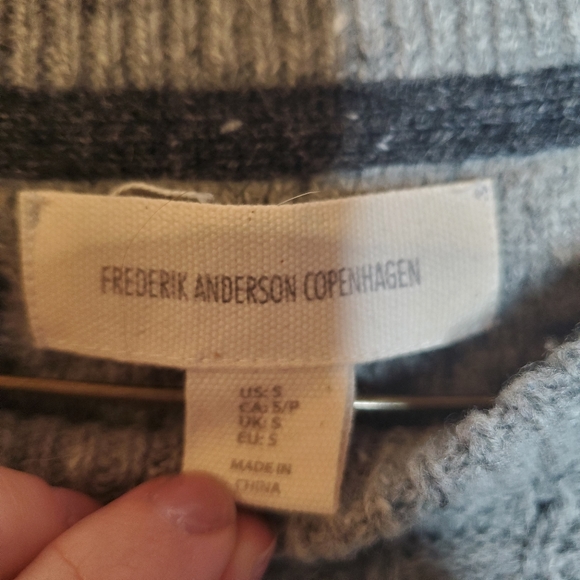 FREDERIK ANDERSON COPENHAGEN
US: S
CA: S/P
UK: S
EU: S
MADE IN
CHINA